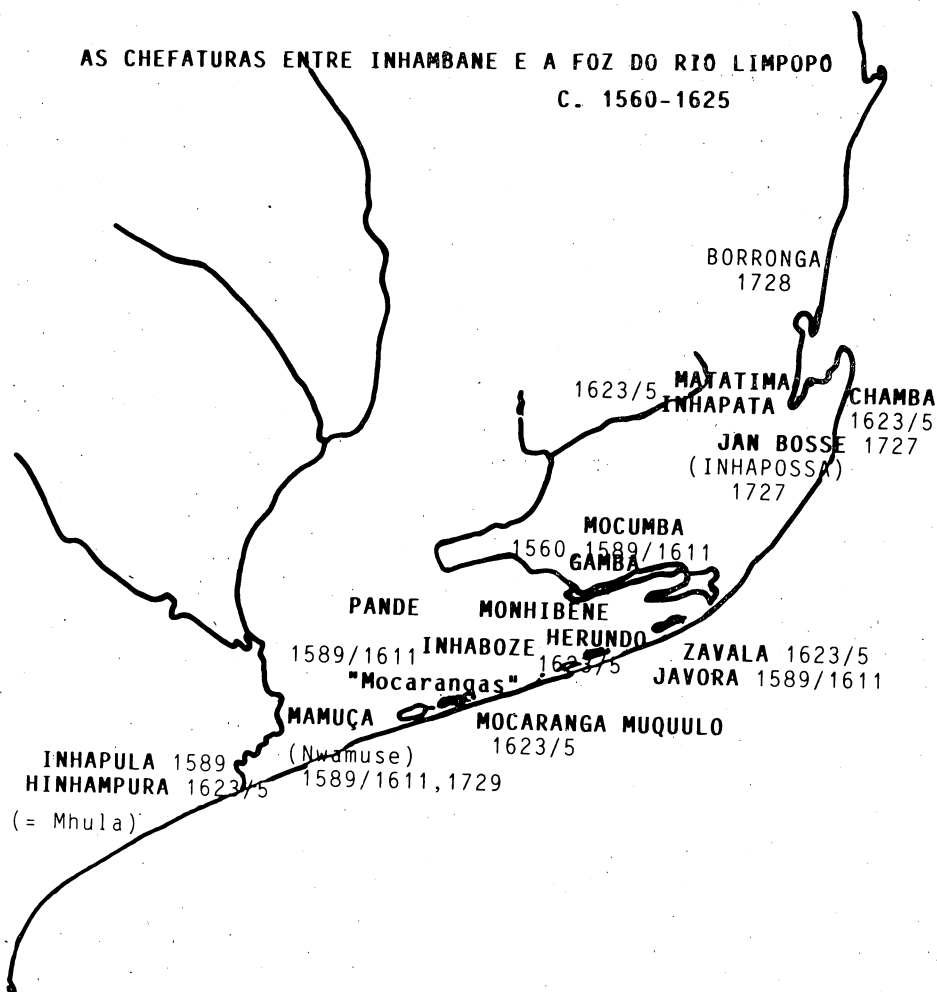 AS CHEFATURAS ENTRE INHAMBANE E A FOZ DO RIO LIMPOPO
C. 1560-1625
BORRONGA
1728
1623/5 MATATIMA
INHAPATA
CHAMBA
1623/5
JAN BOSSE 1727
(INHAPOSSA)
1727
MOCUMBA
1560,1589/1611
GAMBA
PANDE
1589/1611
MONHIBENE
INHABOZE
HERUNDO
1623/5
ZAVALA 1623/5
JAVORA 1589/1611
"Mocarangas"
MAMUÇA
(Nwamuse)
1589/1611,1729
MOCARANGA MUQUULO
1623/5
INHAPULA 1589
HINHAMPURA 1623/5
(= Mhula)